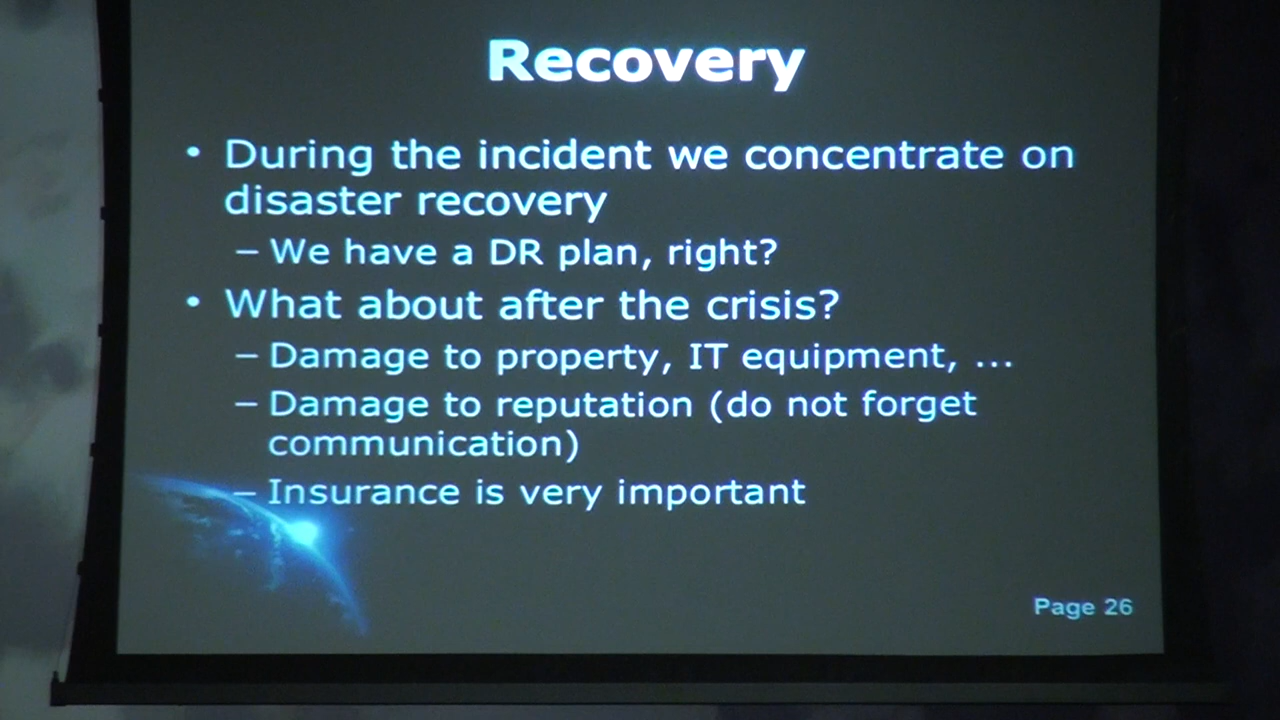 Recovery
• During the incident we concentrate on
disaster recovery
– We have a DR plan, right?
• What about after the crisis?
– Damage to property, IT equipment, ...
– Damage to reputation (do not forget
communication)
– Insurance is very important
Page 26